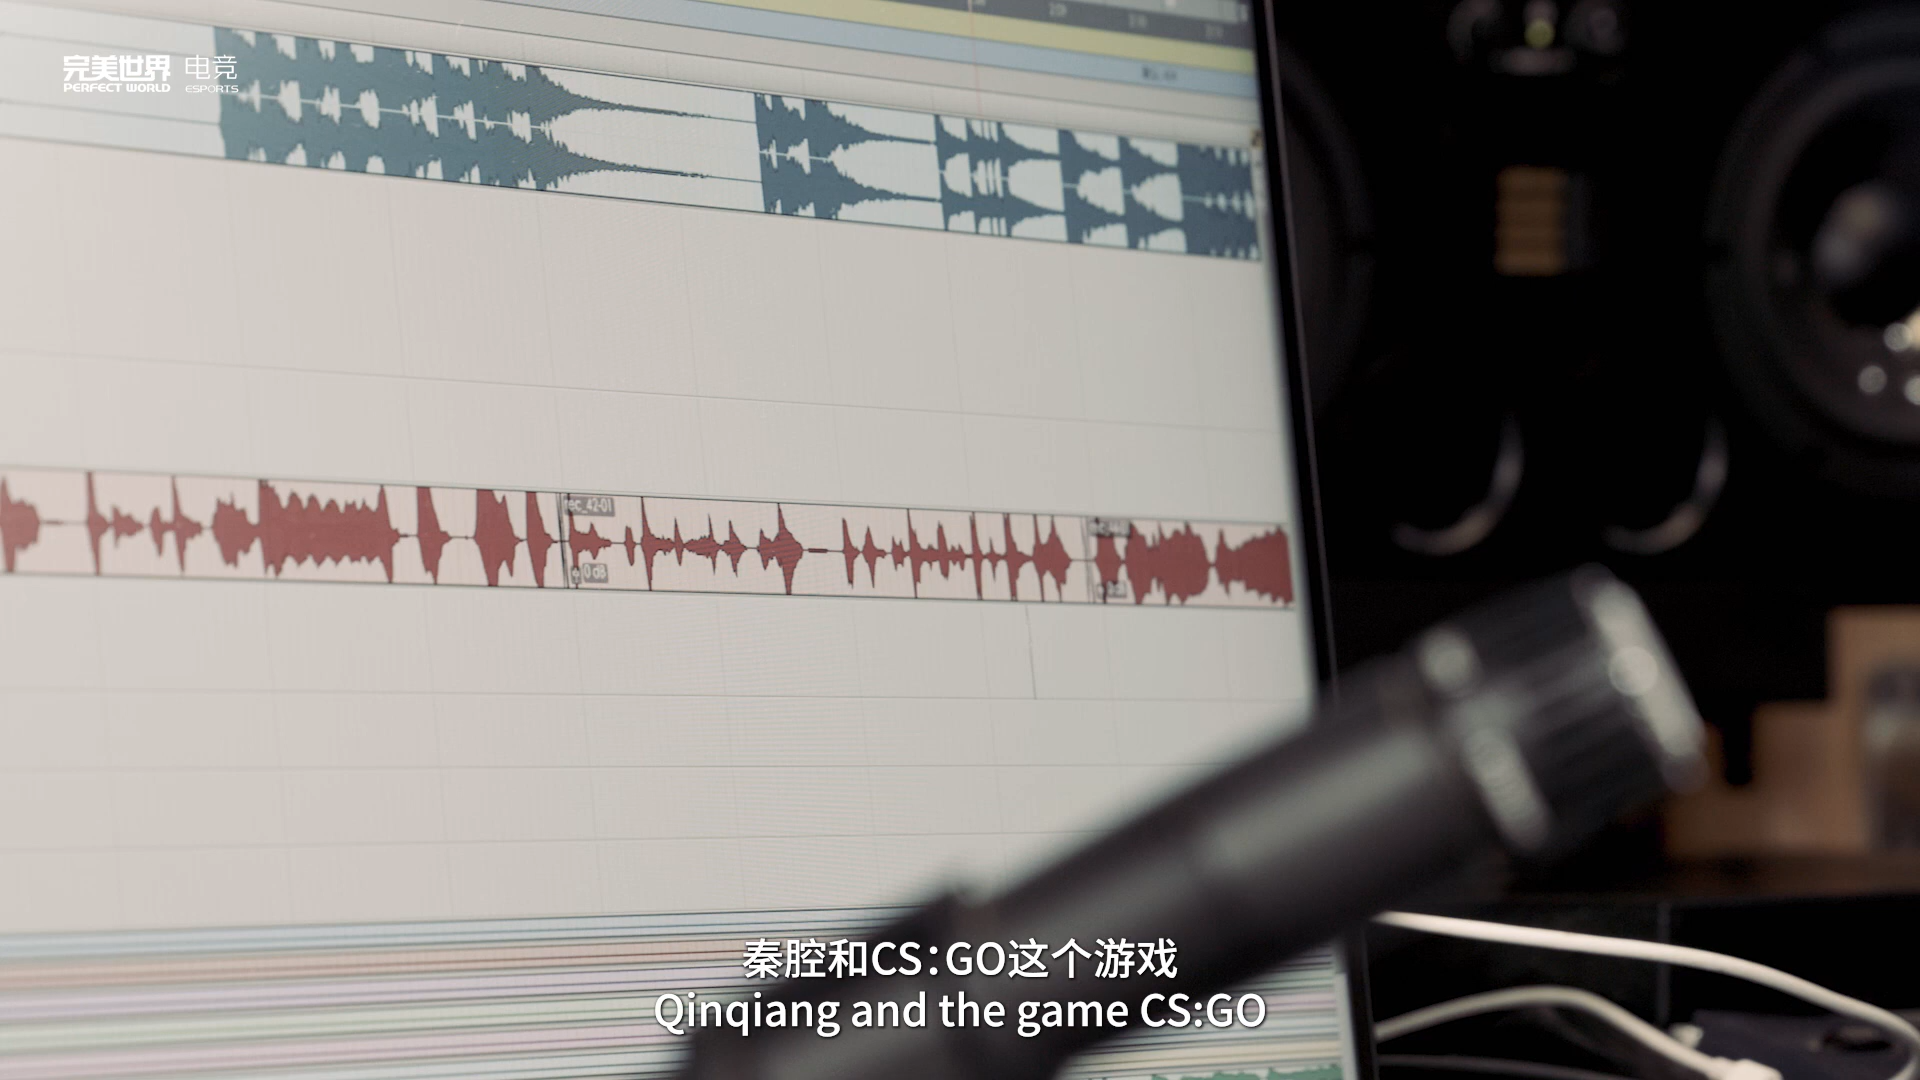 完美世界 电竞
PERFECT WORLD ESPORTS
rec_42-01
0 dB
秦腔和CS:GO这个游戏
Qinqiang and the game CS:GO